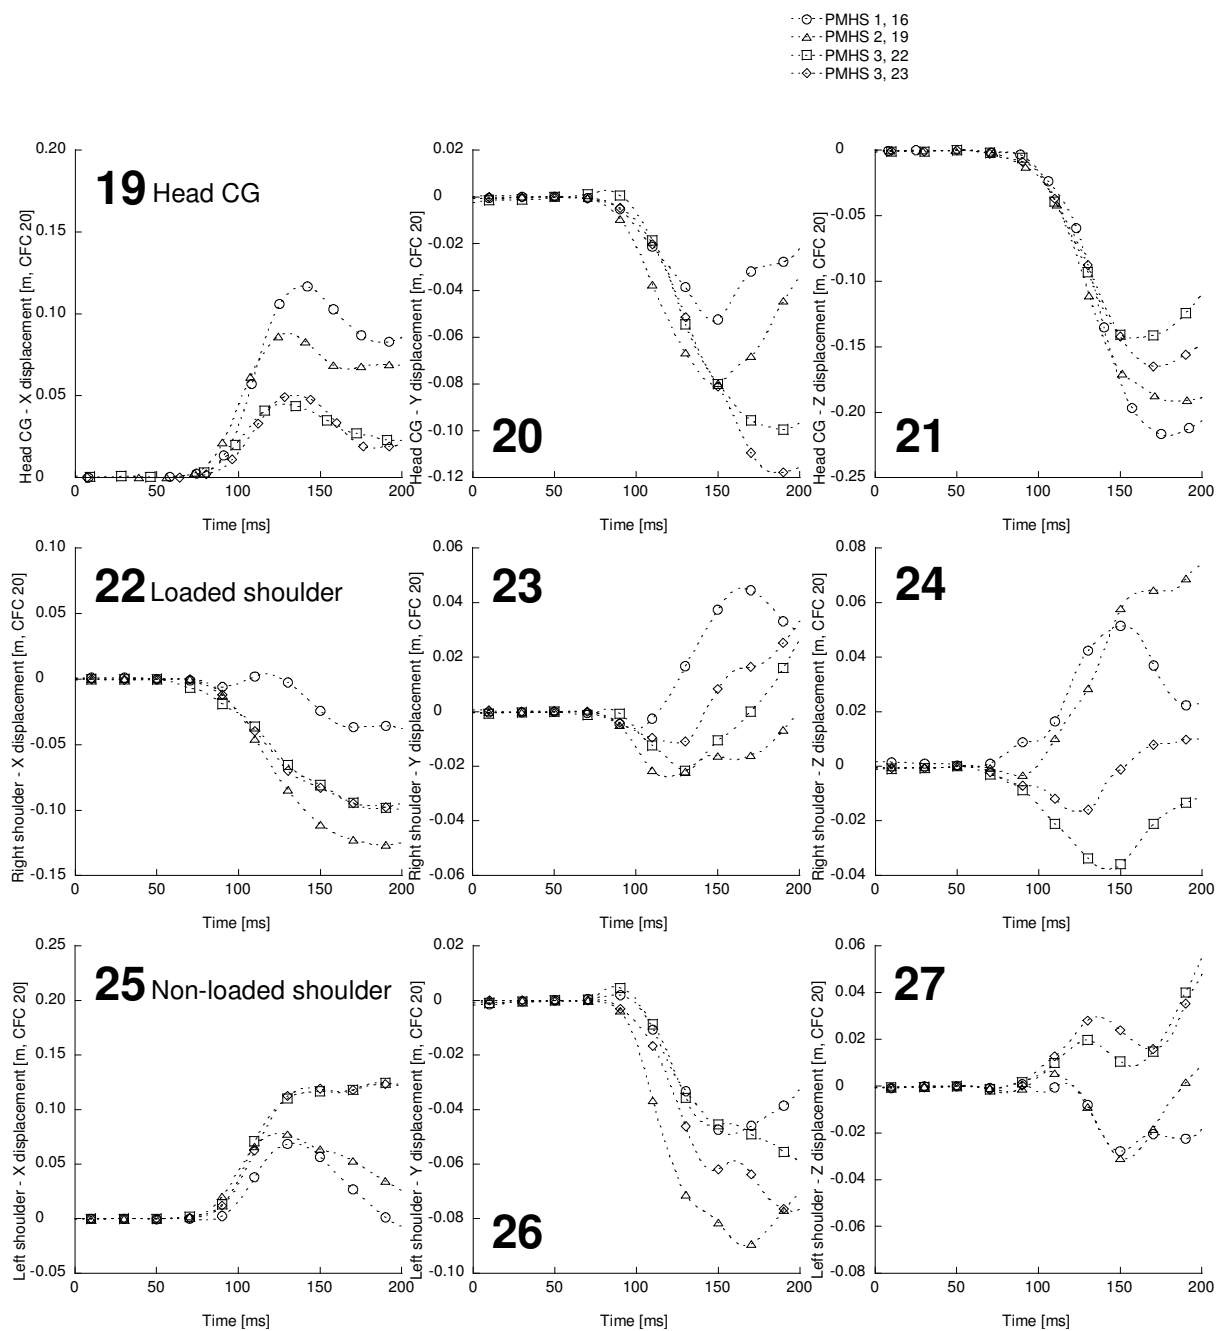 PMHS 1, 16
PMHS 2, 19
PMHS 3, 22
PMHS 3, 23
Head CG - X displacement [m, CFC 20]
0.20
0.15
0.10
0.05
0
19 Head CG
0 50 100 150 200
Time [ms]
Head CG - Y displacement [m, CFC 20]
0.02
0
-0.02
-0.04
-0.06
-0.08
-0.10
-0.12
20
0 50 100 150 200
Time [ms]
Head CG - Z displacement [m, CFC 20]
0
-0.05
-0.10
-0.15
-0.20
-0.25
21
0 50 100 150 200
Time [ms]
Right shoulder - X displacement [m, CFC 20]
0.10
0.05
0
-0.05
-0.10
-0.15
22 Loaded shoulder
0 50 100 150 200
Time [ms]
Right shoulder - Y displacement [m, CFC 20]
0.06
0.04
0.02
0
-0.02
-0.04
-0.06
23
0 50 100 150 200
Time [ms]
Right shoulder - Z displacement [m, CFC 20]
0.08
0.06
0.04
0.02
0
-0.02
-0.04
24
0 50 100 150 200
Time [ms]
Left shoulder - X displacement [m, CFC 20]
0.25
0.20
0.15
0.10
0.05
0
-0.05
25 Non-loaded shoulder
0 50 100 150 200
Time [ms]
Left shoulder - Y displacement [m, CFC 20]
0.02
0
-0.02
-0.04
-0.06
-0.08
-0.10
26
0 50 100 150 200
Time [ms]
Left shoulder - Z displacement [m, CFC 20]
0.06
0.04
0.02
0
-0.02
-0.04
-0.06
-0.08
27
0 50 100 150 200
Time [ms]